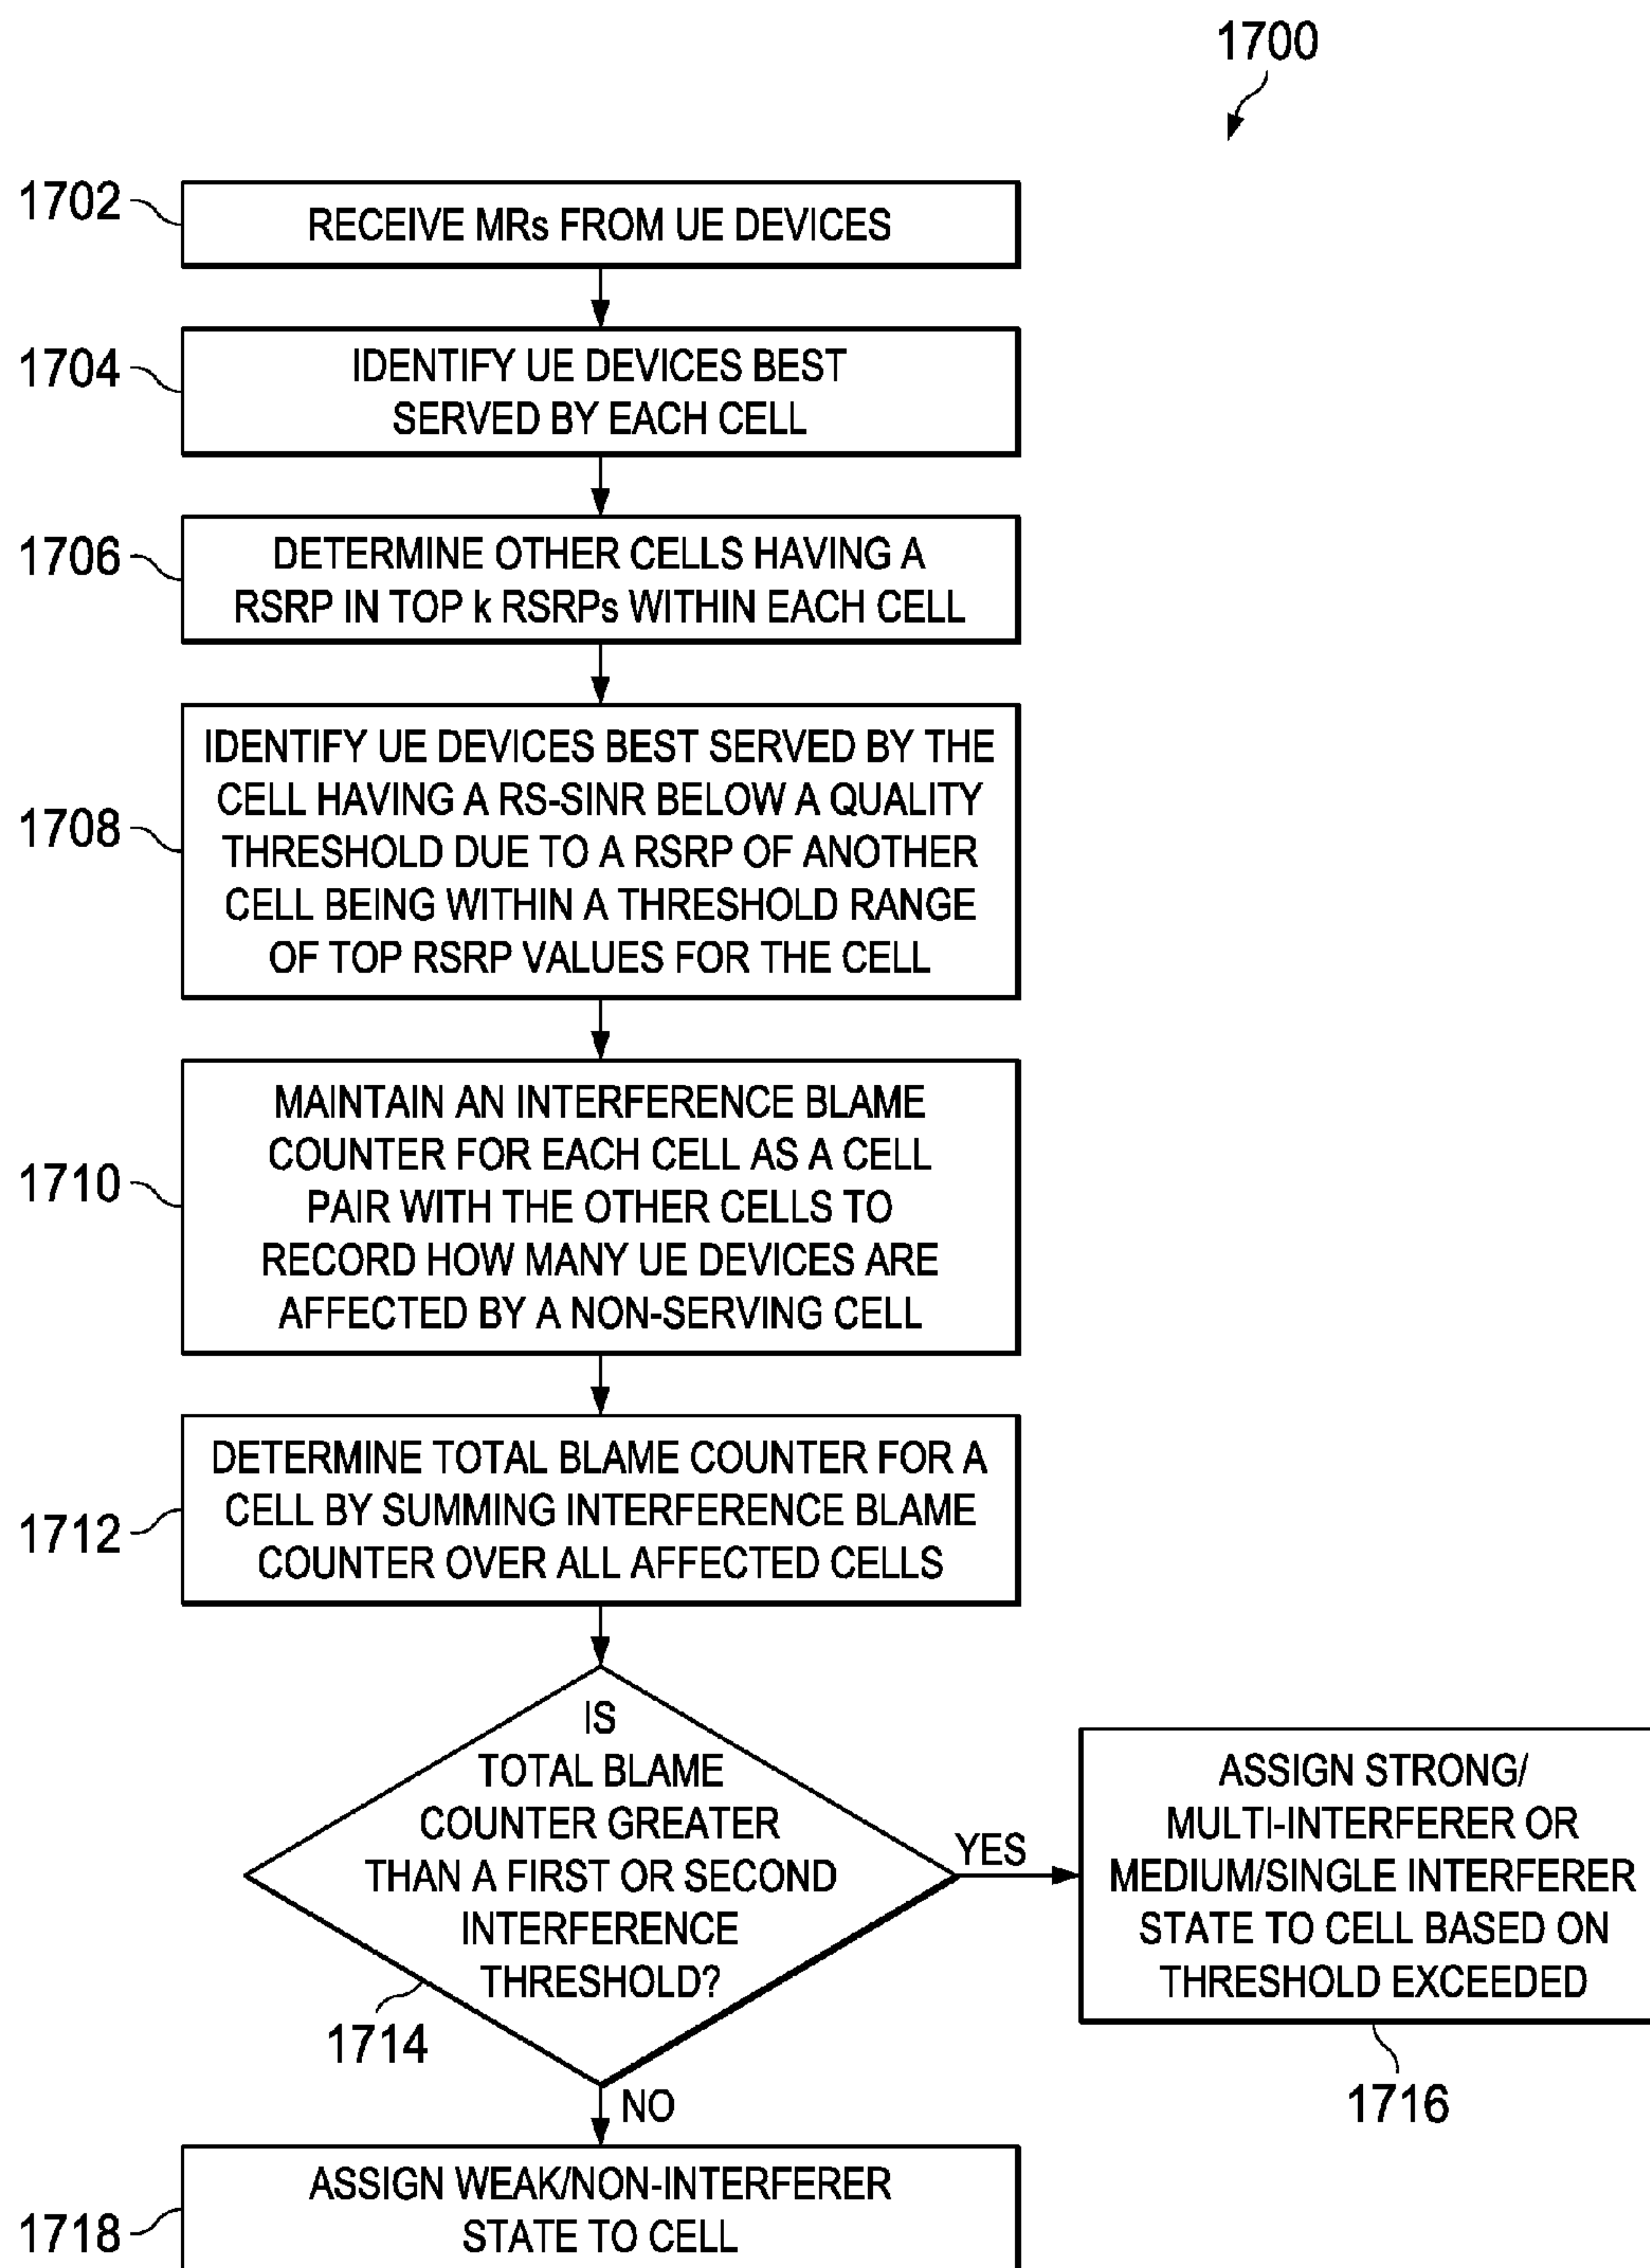 1700
1702
RECEIVE MRs FROM UE DEVICES
1704
IDENTIFY UE DEVICES BEST
SERVED BY EACH CELL
1706
DETERMINE OTHER CELLS HAVING A
RSRP IN TOP k RSRPs WITHIN EACH CELL
1708
IDENTIFY UE DEVICES BEST SERVED BY THE
CELL HAVING A RS-SINR BELOW A QUALITY
THRESHOLD DUE TO A RSRP OF ANOTHER
CELL BEING WITHIN A THRESHOLD RANGE
OF TOP RSRP VALUES FOR THE CELL
1710
MAINTAIN AN INTERFERENCE BLAME
COUNTER FOR EACH CELL AS A CELL
PAIR WITH THE OTHER CELLS TO
RECORD HOW MANY UE DEVICES ARE
AFFECTED BY A NON-SERVING CELL
1712
DETERMINE TOTAL BLAME COUNTER FOR A
CELL BY SUMMING INTERFERENCE BLAME
COUNTER OVER ALL AFFECTED CELLS
IS
TOTAL BLAME
COUNTER GREATER
THAN A FIRST OR SECOND
INTERFERENCE
THRESHOLD?
1714
YES
ASSIGN STRONG/
MULTI-INTERFERER OR
MEDIUM/SINGLE INTERFERER
STATE TO CELL BASED ON
THRESHOLD EXCEEDED
1716
NO
1718
ASSIGN WEAK/NON-INTERFERER
STATE TO CELL